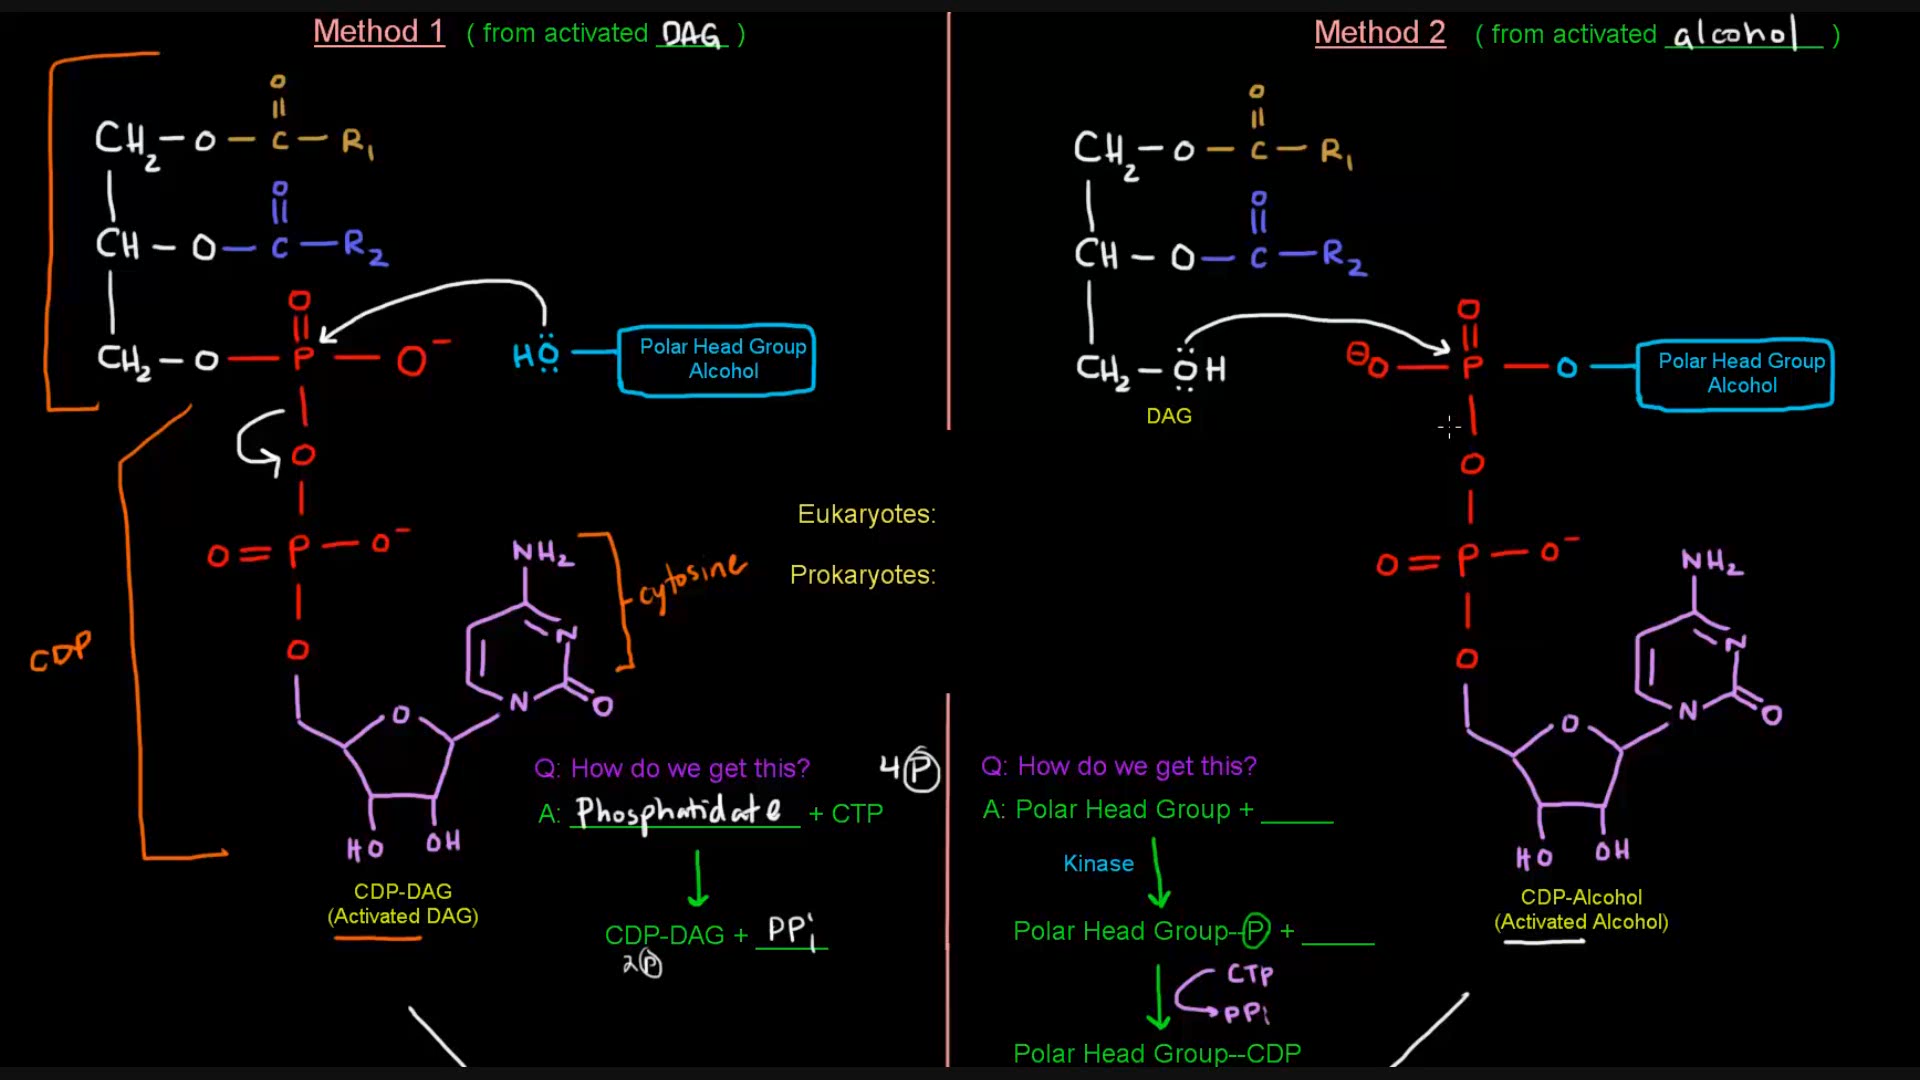 Method 1 ( from activated DAG )
O
||
CH2 — O — C — R1
O
||
CH — O — C — R2
O
||
CH2 — O — P — O⁻
HO — Polar Head Group
Alcohol
O
O = P — O⁻
O
CDP
NH2
N
cytosine
N
O
O
HO OH
CDP-DAG
(Activated DAG)
Q: How do we get this?
4 P
A: Phosphatidate + CTP
CDP-DAG + PPi
2 P
Eukaryotes:
Prokaryotes:
Method 2 ( from activated alcohol )
O
||
CH2 — O — C — R1
O
||
CH — O — C — R2
CH2 — OH
DAG
O
||
⊖O — P — O — Polar Head Group
Alcohol
O
O = P — O⁻
O
NH2
N
N
O
O
HO OH
CDP-Alcohol
(Activated Alcohol)
Q: How do we get this?
A: Polar Head Group + _____
Kinase
Polar Head Group--P + _____
CTP
PPi
Polar Head Group--CDP